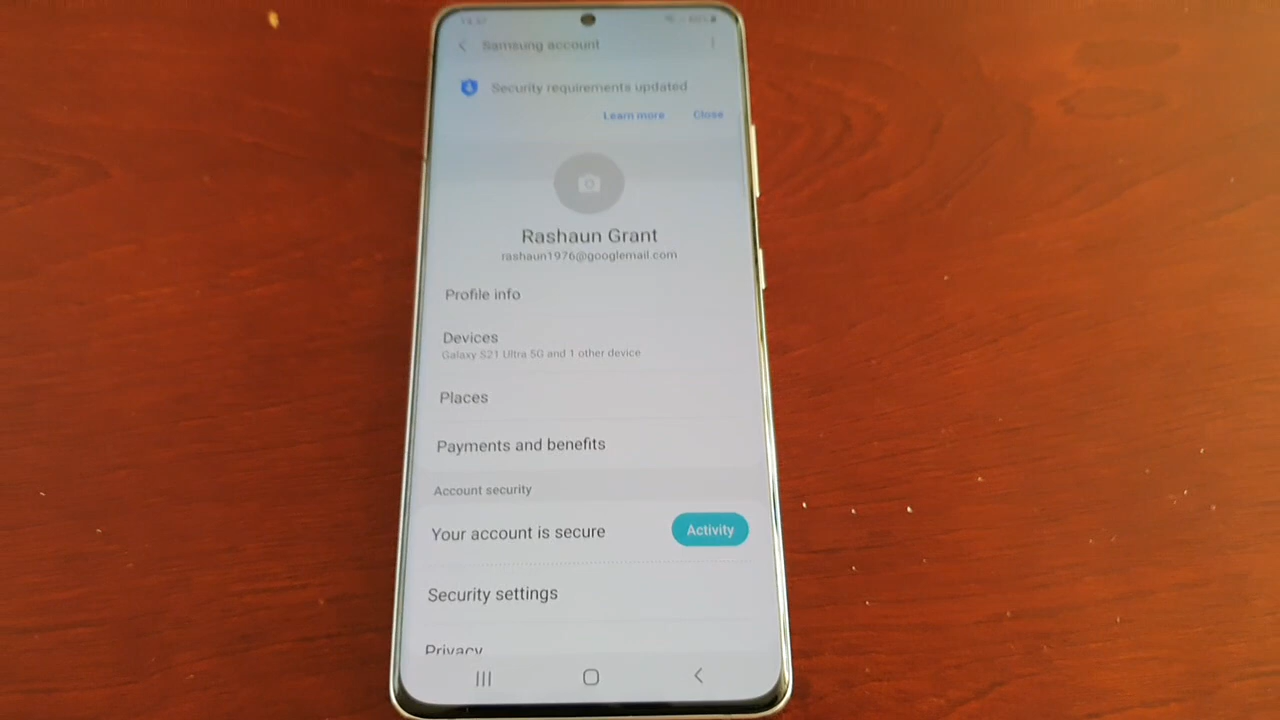 Samsung account
Security requirements updated
Learn more Close
Rashaun Grant
rashaun1976@googlemail.com
Profile info
Devices
Galaxy S21 Ultra 5G and 1 other device
Places
Payments and benefits
Account security
Your account is secure Activity
Security settings
Privacy